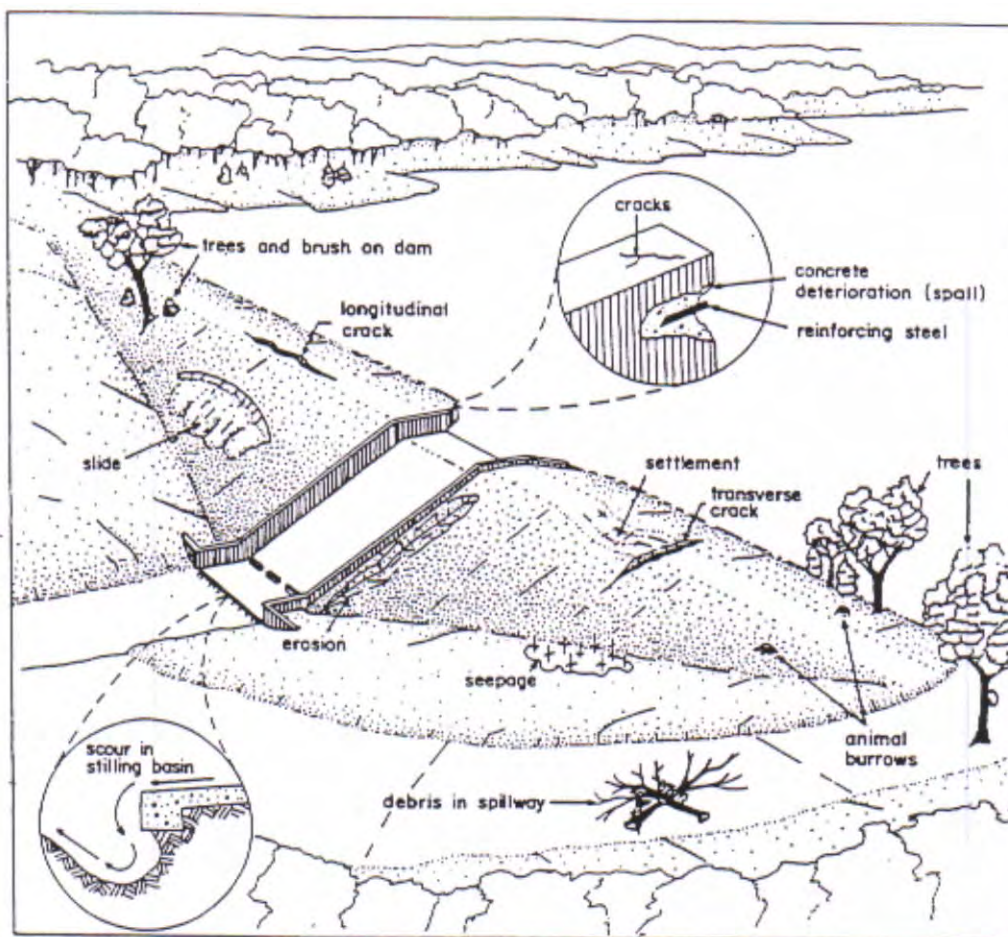 cracks
trees and brush on dam
concrete
deterioration (spall)
longitudinal
crack
reinforcing steel
slide
settlement
trees
transverse
crack
erosion
seepage
animal
burrows
scour in
stilling basin
debris in spillway